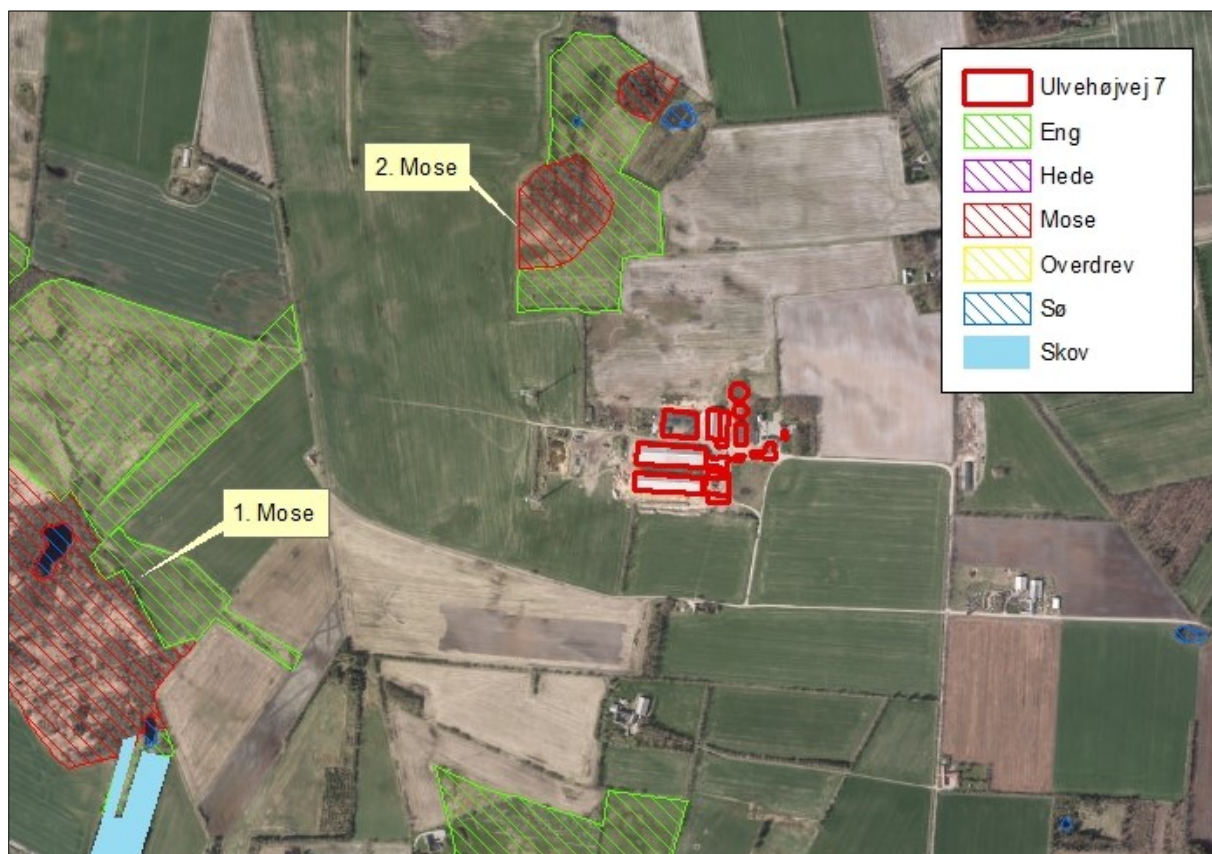 2. Mose
1. Mose
Ulvehøjvej 7
Eng
Hede
Mose
Overdrev
Sø
Skov